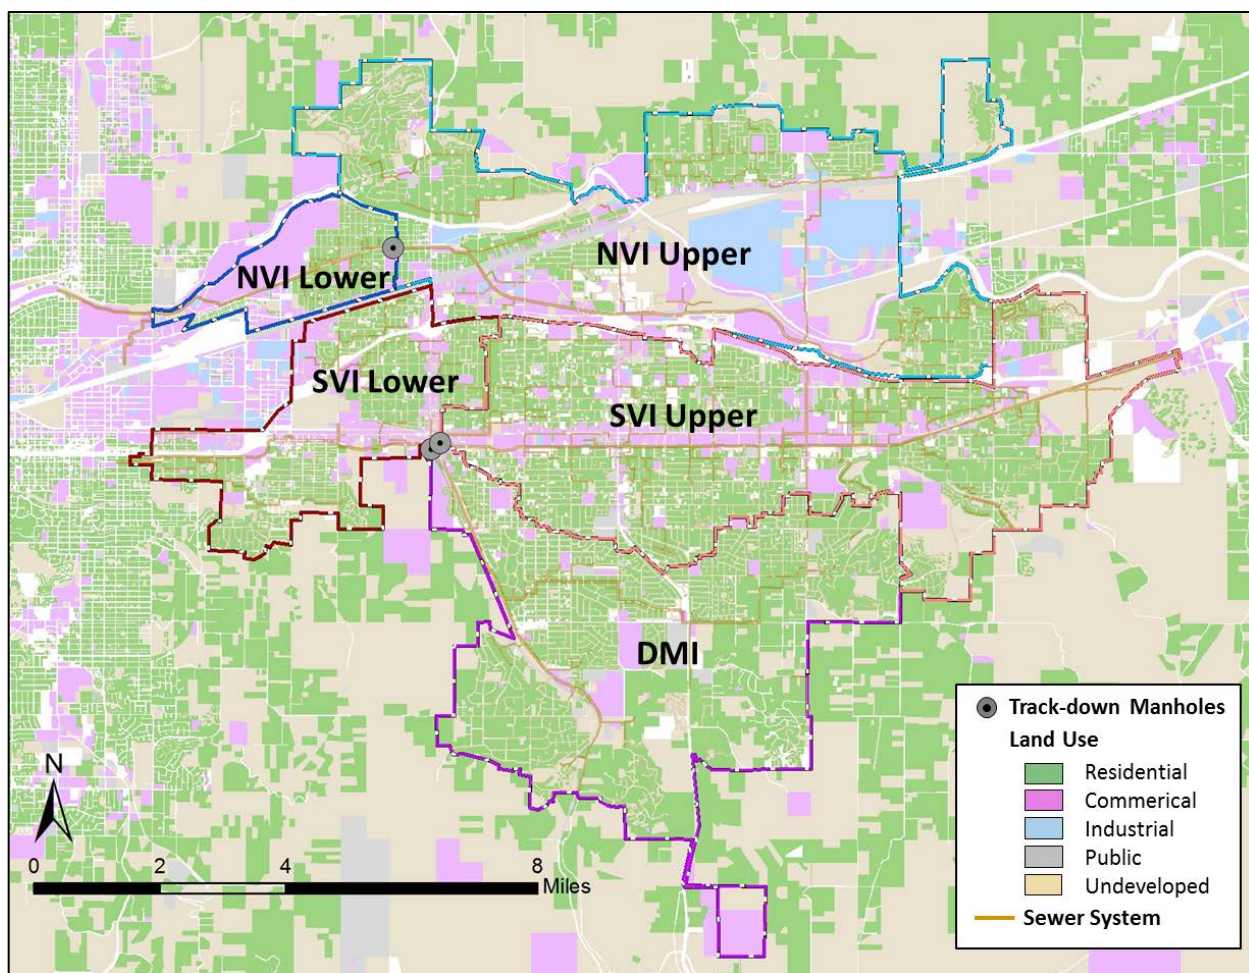 NVI Upper
NVI Lower
SVI Lower
SVI Upper
DMI
N
0 2 4 8
Miles
Track-down Manholes
Land Use
Residential
Commerical
Industrial
Public
Undeveloped
Sewer System